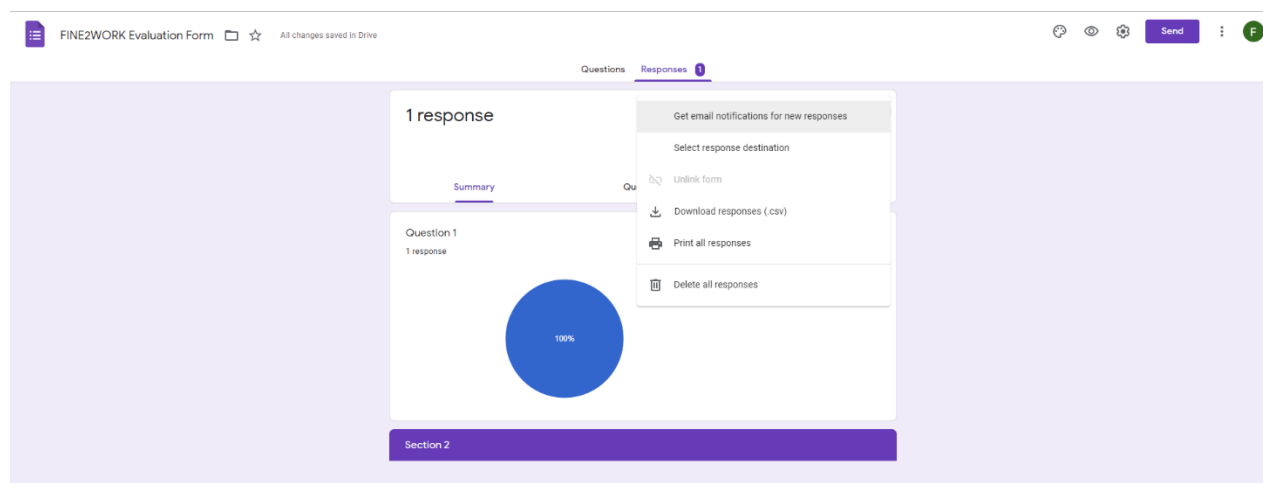 FINE2WORK Evaluation Form All changes saved in Drive Send F
Questions Responses 1
1 response
Get email notifications for new responses
Select response destination
Unlink form
Download responses (.csv)
Print all responses
Delete all responses
Summary Qu
Question 1
1 response
100%
Section 2